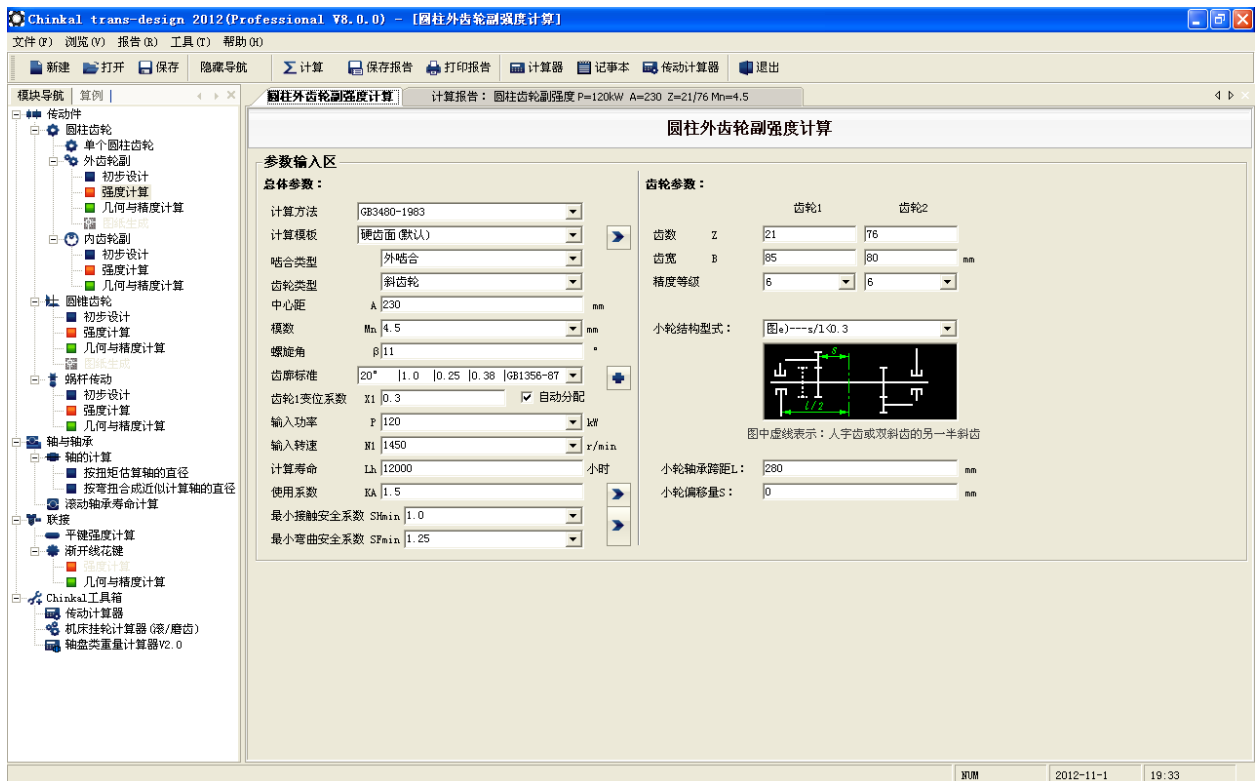 Chinkal trans-design 2012(Professional V8.0.0) - [圆柱外齿轮副强度计算]
文件(F) 浏览(V) 报告(R) 工具(T) 帮助(H)
新建 打开 保存 隐藏导航 计算 保存报告 打印报告 计算器 记事本 传动计算器 退出
模块导航 算例
圆柱外齿轮副强度计算 计算报告: 圆柱齿轮副强度 P=120kW A=230 Z=21/76 Mn=4.5
传动件
圆柱齿轮
单个圆柱齿轮
外齿轮副
初步设计
强度计算
几何与精度计算
图纸生成
内齿轮副
初步设计
强度计算
几何与精度计算
圆锥齿轮
初步设计
强度计算
几何与精度计算
图纸生成
蜗杆传动
初步设计
强度计算
几何与精度计算
轴与轴承
轴的计算
按扭矩估算轴的直径
按弯扭合成近似计算轴的直径
滚动轴承寿命计算
联接
平键强度计算
渐开线花键
强度计算
几何与精度计算
Chinkal工具箱
传动计算器
机床挂轮计算器(滚/磨齿)
轴盘类重量计算器V2.0
圆柱外齿轮副强度计算
参数输入区
总体参数:
计算方法 GB3480-1983
计算模板 硬齿面(默认)
啮合类型 外啮合
齿轮类型 斜齿轮
中心距 A 230 mm
模数 Mn 4.5 mm
螺旋角 β 11 °
齿廓标准 20° |1.0 |0.25 |0.38 |GB1356-87
齿轮1变位系数 X1 0.3 自动分配
输入功率 P 120 kW
输入转速 N1 1450 r/min
计算寿命 Lh 12000 小时
使用系数 KA 1.5
最小接触安全系数 SHmin 1.0
最小弯曲安全系数 SFmin 1.25
齿轮参数:
齿轮1 齿轮2
齿数 Z 21 76
齿宽 B 85 80 mm
精度等级 6 6
小轮结构型式: 图e)---s/l<0.3
s
l/2
图中虚线表示:人字齿或双斜齿的另一半斜齿
小轮轴承跨距L: 280 mm
小轮偏移量S: 0 mm
NUM 2012-11-1 19:33